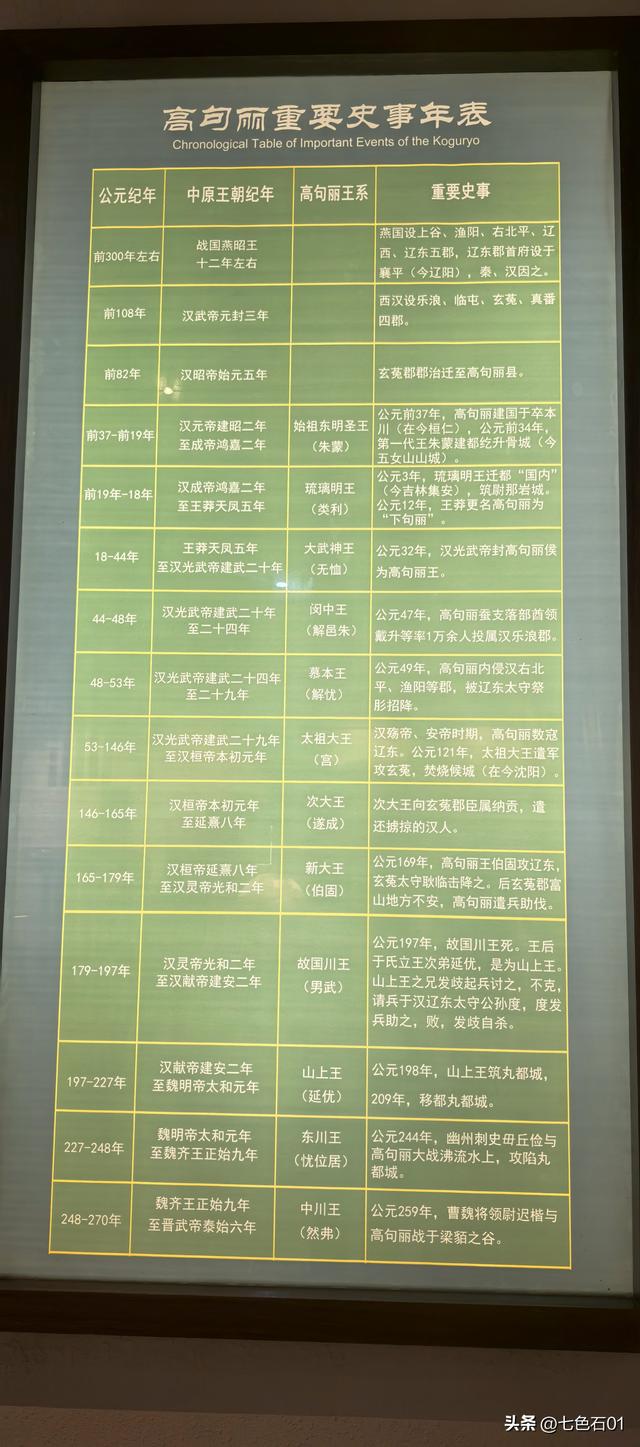 高句丽重要史事年表
Chronological Table of Important Events of the Koguryo
公元纪年 中原王朝纪年 高句丽王系 重要史事
前300年左右
战国燕昭王
十二年左右
燕国设上谷、渔阳、右北平、辽
西、辽东五郡，辽东郡首府设于
襄平（今辽阳），秦、汉因之。
前108年
汉武帝元封三年
西汉设乐浪、临屯、玄菟、真番
四郡。
前82年
汉昭帝始元五年
玄菟郡郡治迁至高句丽县。
前37-前19年
汉元帝建昭二年
至成帝鸿嘉二年
始祖东明圣王
（朱蒙）
公元前37年，高句丽建国于卒本
川（在今桓仁），公元前34年，
第一代王朱蒙建都纥升骨城（今
五女山山城）。
前19年-18年
汉成帝鸿嘉二年
至王莽天凤五年
琉璃明王
（类利）
公元3年，琉璃明王迁都“国内”
（今吉林集安），筑尉那岩城。
公元12年，王莽更名高句丽为
“下句丽”。
18-44年
王莽天凤五年
至汉光武帝建武二十年
大武神王
（无恤）
公元32年，汉光武帝封高句丽侯
为高句丽王。
44-48年
汉光武帝建武二十年
至二十四年
闵中王
（解邑朱）
公元47年，高句丽蚕支落部酋领
戴升等率1万余人投属汉乐浪郡。
48-53年
汉光武帝建武二十四年
至二十九年
慕本王
（解忧）
公元49年，高句丽内侵汉右北
平、渔阳等郡，被辽东太守祭
肜招降。
53-146年
汉光武帝建武二十九年
至汉桓帝本初元年
太祖大王
（宫）
汉殇帝、安帝时期，高句丽数寇
辽东。公元121年，太祖大王遣军
攻玄菟，焚烧候城（在今沈阳）。
146-165年
汉桓帝本初元年
至延熹八年
次大王
（遂成）
次大王向玄菟郡臣属纳贡，遣
还掳掠的汉人。
165-179年
汉桓帝延熹八年
至汉灵帝光和二年
新大王
（伯固）
公元169年，高句丽王伯固攻辽东，
玄菟太守耿临击降之。后玄菟郡富
山地方不安，高句丽遣兵助伐。
179-197年
汉灵帝光和二年
至汉献帝建安二年
故国川王
（男武）
公元197年，故国川王死。王后
于氏立王次弟延优，是为山上王。
山上王之兄发歧起兵讨之，不克，
请兵于汉辽东太守公孙度，度发
兵助之，败，发歧自杀。
197-227年
汉献帝建安二年
至魏明帝太和元年
山上王
（延优）
公元198年，山上王筑丸都城，
209年，移都丸都城。
227-248年
魏明帝太和元年
至魏齐王正始九年
东川王
（忧位居）
公元244年，幽州刺史毌丘俭与
高句丽大战沸流水上，攻陷丸
都城。
248-270年
魏齐王正始九年
至晋武帝泰始六年
中川王
（然弗）
公元259年，曹魏将领尉迟楷与
高句丽战于梁貊之谷。
头条 @七色石01